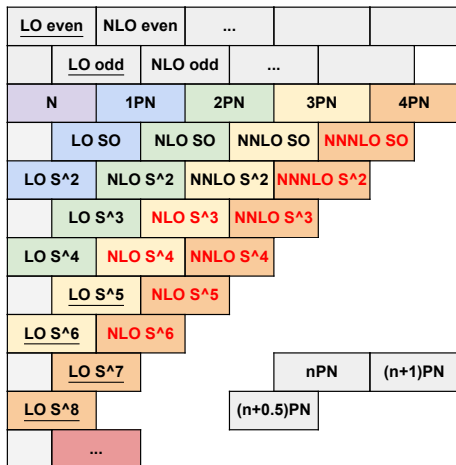 LO even NLO even ...
LO odd NLO odd ...
N 1PN 2PN 3PN 4PN
LO SO NLO SO NNLO SO NNNLO SO
LO S^2 NLO S^2 NNLO S^2 NNNLO S^2
LO S^3 NLO S^3 NNLO S^3
LO S^4 NLO S^4 NNLO S^4
LO S^5 NLO S^5
LO S^6 NLO S^6
LO S^7 nPN (n+1)PN
LO S^8 (n+0.5)PN
...